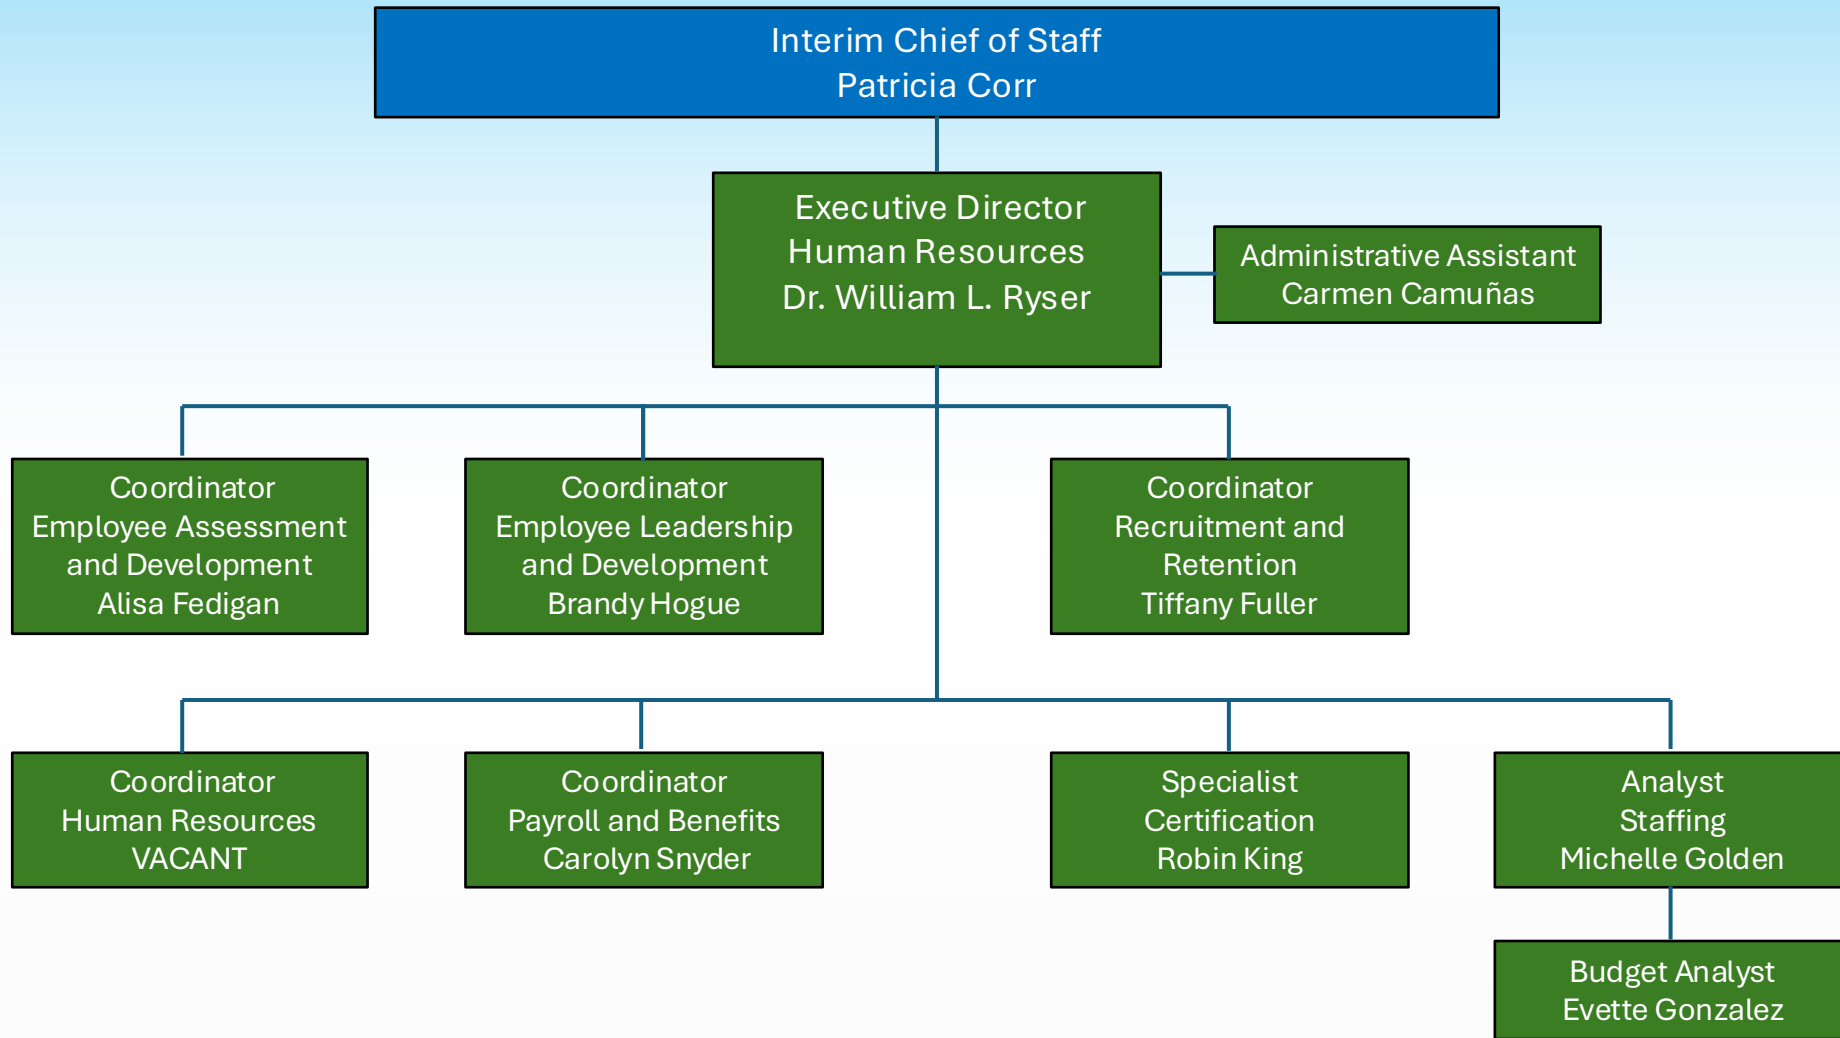 Interim Chief of Staff
Patricia Corr
Executive Director
Human Resources
Dr. William L. Ryser
Administrative Assistant
Carmen Camuñas
Coordinator
Employee Assessment
and Development
Alisa Fedigan
Coordinator
Employee Leadership
and Development
Brandy Hogue
Coordinator
Recruitment and
Retention
Tiffany Fuller
Coordinator
Human Resources
VACANT
Coordinator
Payroll and Benefits
Carolyn Snyder
Specialist
Certification
Robin King
Analyst
Staffing
Michelle Golden
Budget Analyst
Evette Gonzalez